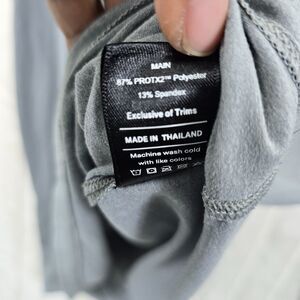 MAIN
87% PROTX2™ Polyester
13% Spandex
Exclusive of Trims
MADE IN THAILAND
Machine wash cold
with like colors